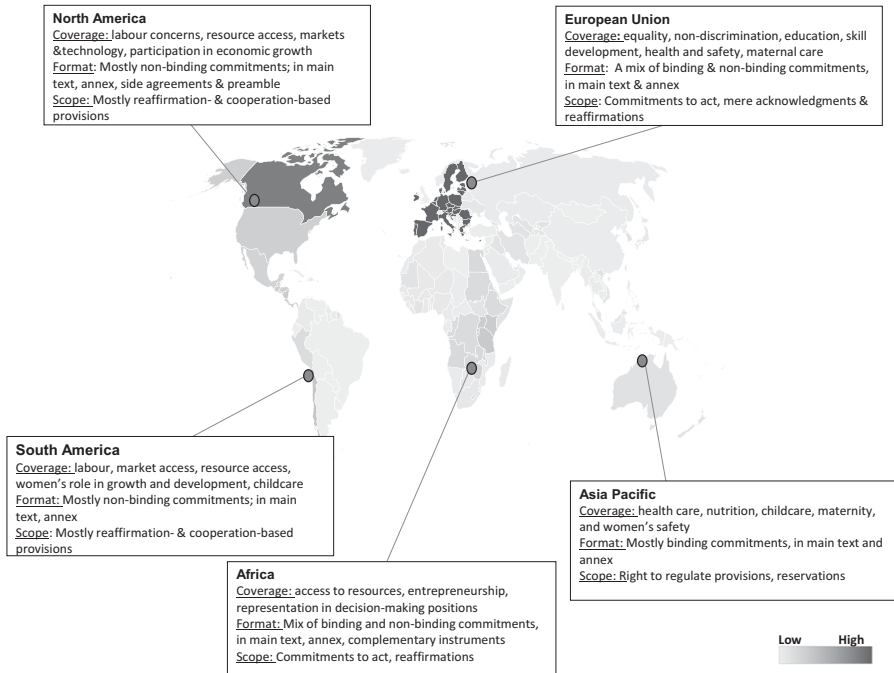 North America
Coverage: labour concerns, resource access, markets
&technology, participation in economic growth
Format: Mostly non-binding commitments; in main
text, annex, side agreements & preamble
Scope: Mostly reaffirmation- & cooperation-based
provisions
European Union
Coverage: equality, non-discrimination, education, skill
development, health and safety, maternal care
Format: A mix of binding & non-binding commitments,
in main text & annex
Scope: Commitments to act, mere acknowledgments &
reaffirmations
South America
Coverage: labour, market access, resource access,
women's role in growth and development, childcare
Format: Mostly non-binding commitments; in main
text, annex
Scope: Mostly reaffirmation- & cooperation-based
provisions
Asia Pacific
Coverage: health care, nutrition, childcare, maternity,
and women's safety
Format: Mostly binding commitments, in main text and
annex
Scope: Right to regulate provisions, reservations
Africa
Coverage: access to resources, entrepreneurship,
representation in decision-making positions
Format: Mix of binding and non-binding commitments,
in main text, annex, complementary instruments
Scope: Commitments to act, reaffirmations
Low High